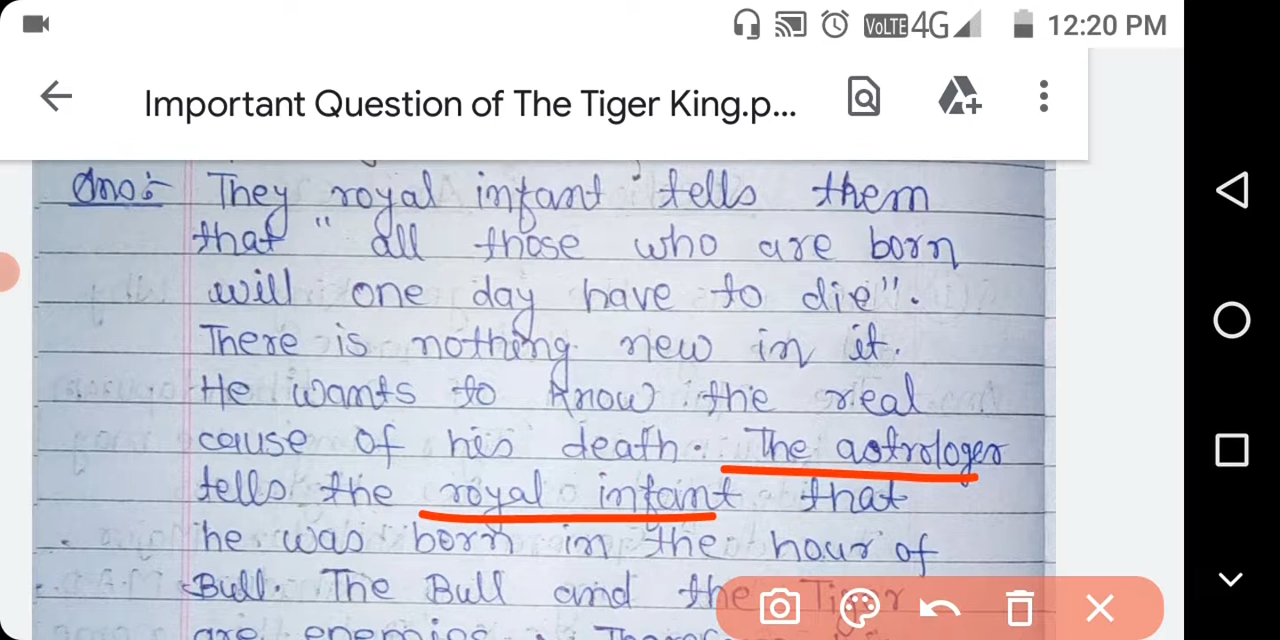 VoLTE 4G 12:20 PM
Important Question of The Tiger King.p...
Ans:- They royal infant tells them
that "all those who are born
will one day have to die".
There is nothing new in it.
He wants to know the real
cause of his death. The astrologer
tells the royal infant that
he was born in the hour of
Bull. The Bull and the Tiger
are enemies.